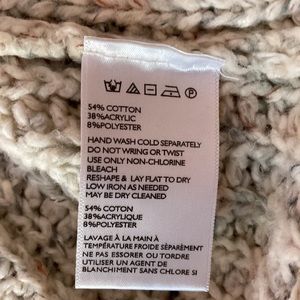 54% COTTON
38%ACRYLIC
8%POLYESTER
HAND WASH COLD SEPARATELY
DO NOT WRING OR TWIST
USE ONLY NON-CHLORINE
BLEACH
RESHAPE & LAY FLAT TO DRY
LOW IRON AS NEEDED
MAY BE DRY CLEANED
54% COTON
38%ACRYLIQUE
8%POLYESTER
LAVAGE À LA MAIN À
TEMPÉRATURE FROIDE SÉPARÉMENT
NE PAS ESSORER OU TORDRE
UTILISER UN AGENT DE
BLANCHIMENT SANS CHLORE SI